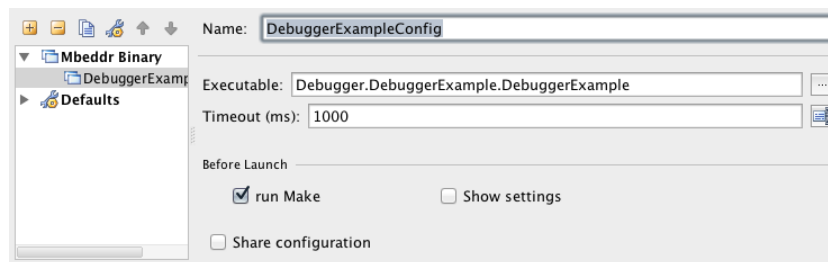 Name: DebuggerExampleConfig
Mbeddr Binary
DebuggerExamp
Defaults
Executable: Debugger.DebuggerExample.DebuggerExample
...
Timeout (ms): 1000
Before Launch
run Make
Show settings
Share configuration